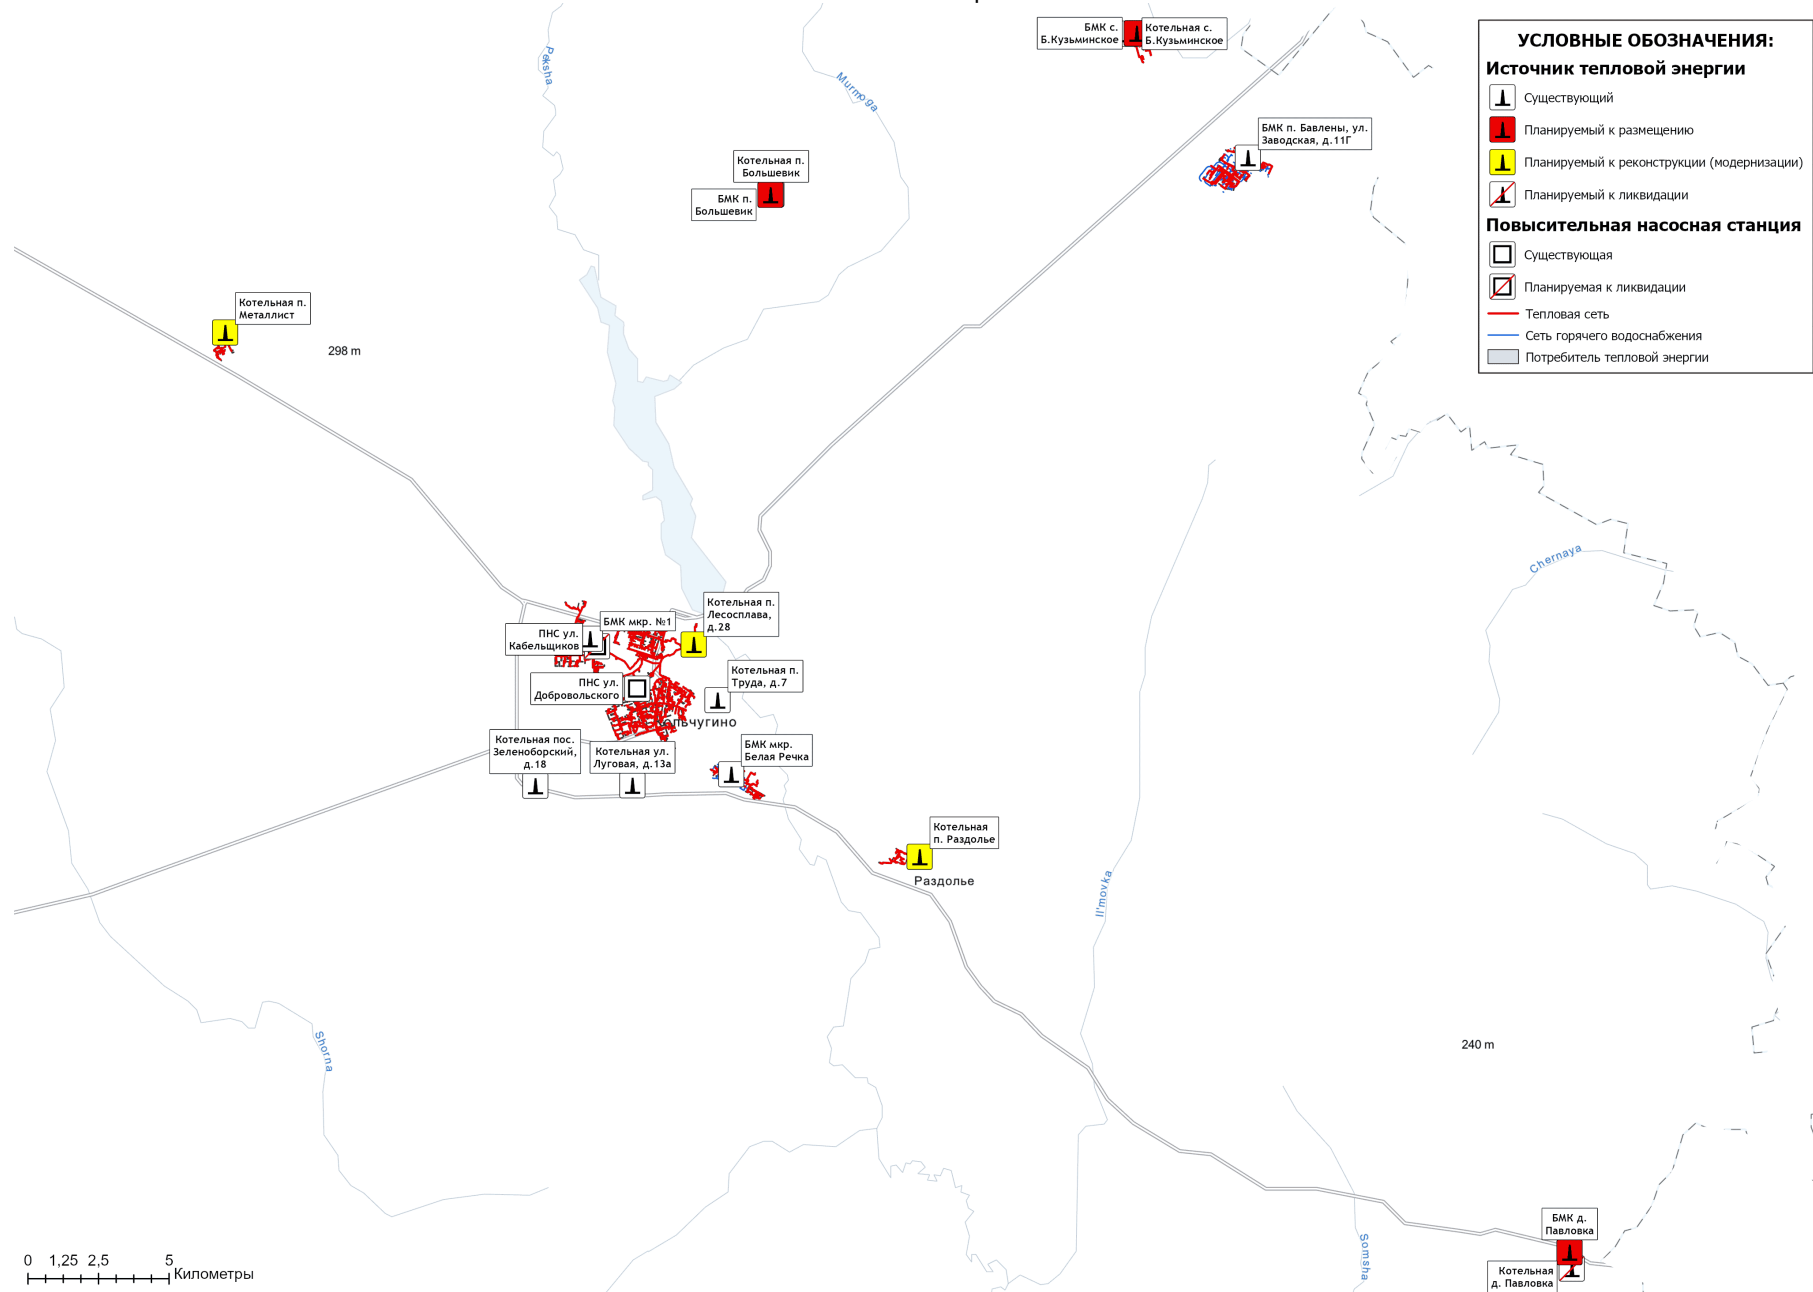 БМК с.
Б.Кузьминское
Котельная с.
Б.Кузьминское
УСЛОВНЫЕ ОБОЗНАЧЕНИЯ:
Источник тепловой энергии
Существующий
Планируемый к размещению
Планируемый к реконструкции (модернизации)
Планируемый к ликвидации
Повысительная насосная станция
Существующая
Планируемая к ликвидации
Тепловая сеть
Сеть горячего водоснабжения
Потребитель тепловой энергии
Peksha
Murmoga
БМК п. Бавлены, ул.
Заводская, д.11Г
Котельная п.
Большевик
БМК п.
Большевик
Котельная п.
Металлист
298 m
Chernaya
Котельная п.
Лесосплава,
д.28
БМК мкр. №1
ПНС ул.
Кабельщиков
Котельная п.
Труда, д.7
ПНС ул.
Добровольского
Кольчугино
Котельная пос.
Зеленоборский,
д.18
Котельная ул.
Луговая, д.13а
БМК мкр.
Белая Речка
Котельная
п. Раздолье
Раздолье
Il'movka
Shorna
240 m
БМК д.
Павловка
Котельная
д. Павловка
Somsha
0 1,25 2,5 5
Километры